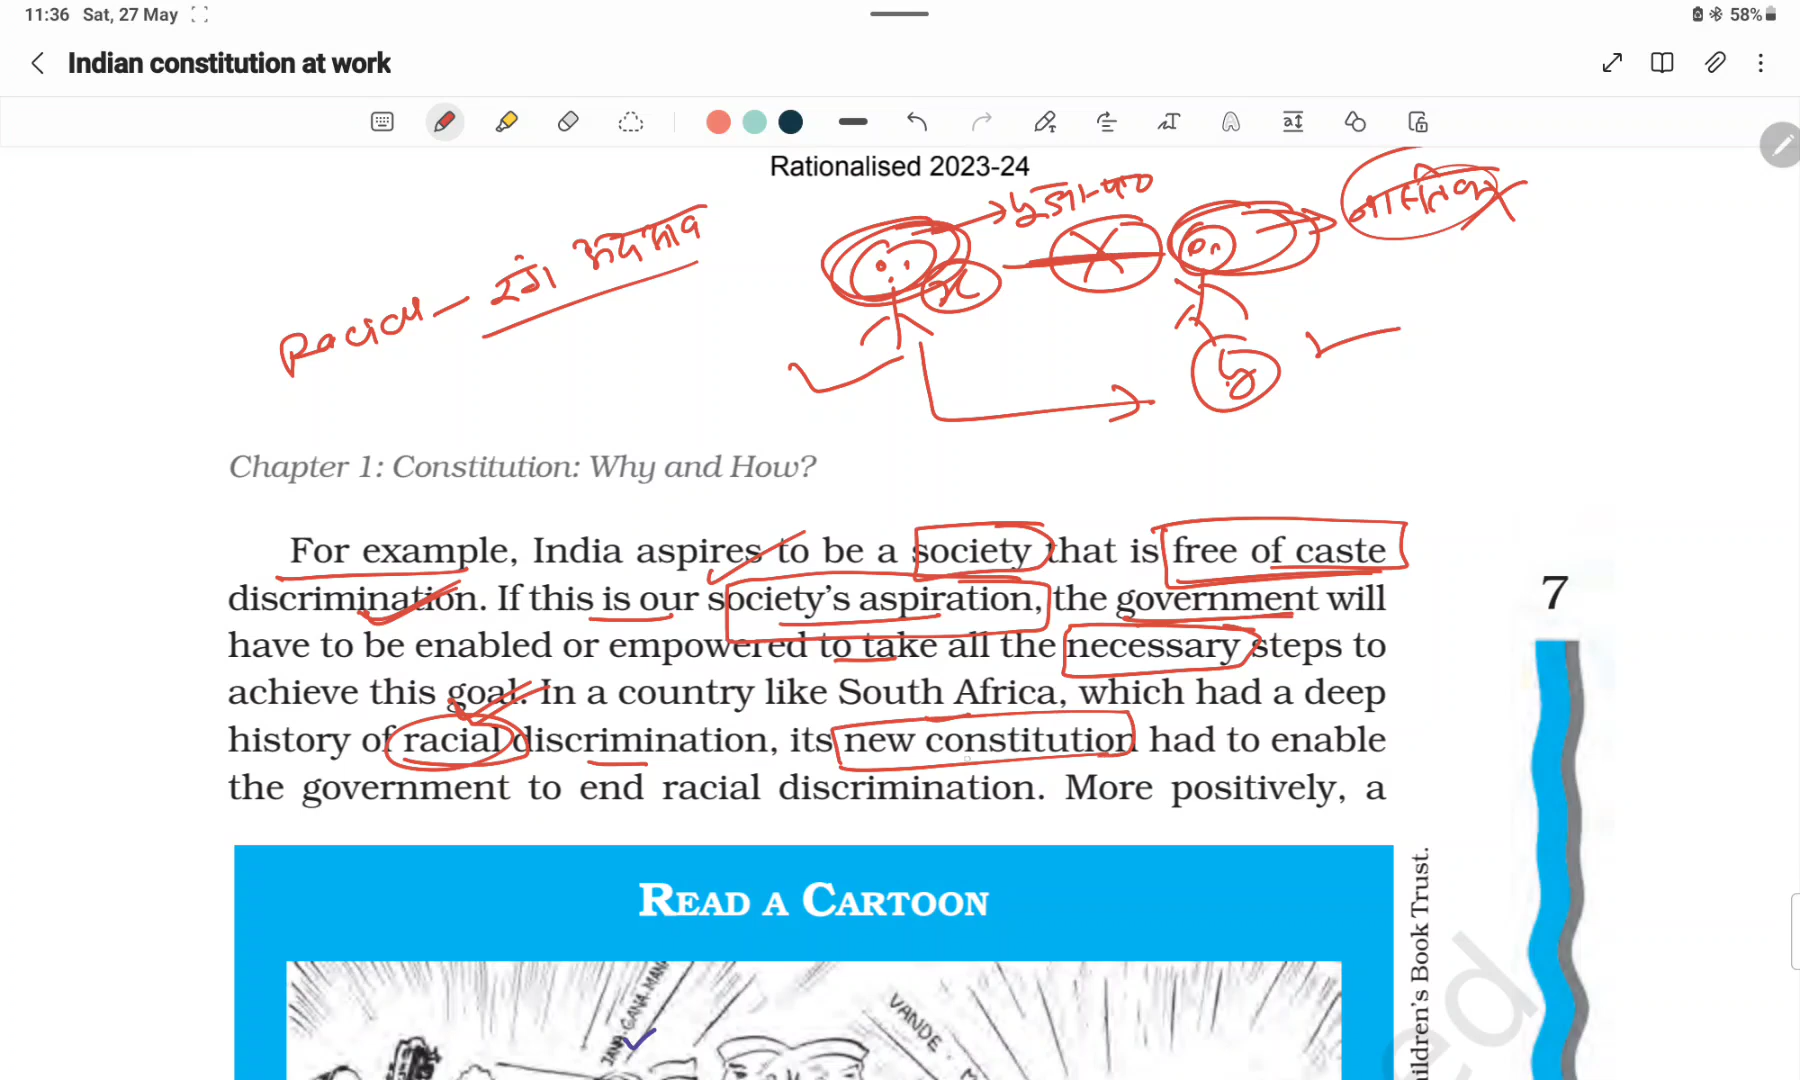 11:36 Sat, 27 May
58%
Indian constitution at work
Rationalised 2023-24
Racial – रंग भेदभाव
Chapter 1: Constitution: Why and How?
For example, India aspires to be a society that is free of caste
discrimination. If this is our society's aspiration, the government will
have to be enabled or empowered to take all the necessary steps to
achieve this goal. In a country like South Africa, which had a deep
history of racial discrimination, its new constitution had to enable
the government to end racial discrimination. More positively, a
7
READ A CARTOON
JANA-GANA-MAN
VANDE
ildren's Book Trust.
ed